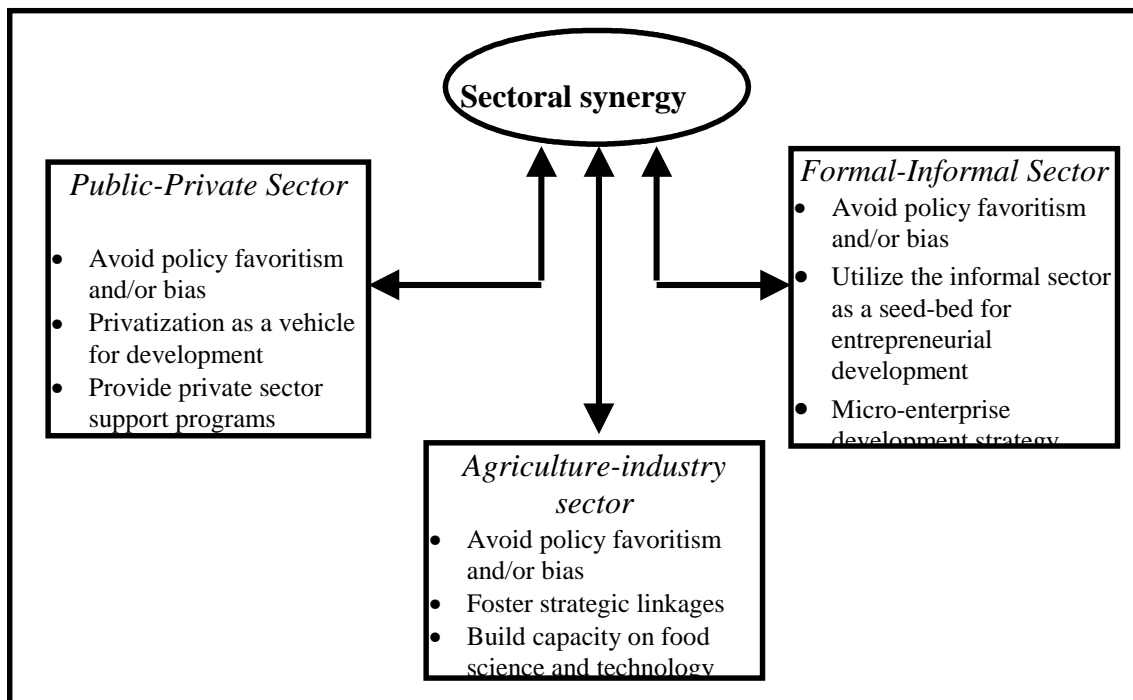 Sectoral synergy
Public-Private Sector
• Avoid policy favoritism
and/or bias
• Privatization as a vehicle
for development
• Provide private sector
support programs
Formal-Informal Sector
• Avoid policy favoritism
and/or bias
• Utilize the informal sector
as a seed-bed for
entrepreneurial
development
• Micro-enterprise
development strategy
Agriculture-industry
sector
• Avoid policy favoritism
and/or bias
• Foster strategic linkages
• Build capacity on food
science and technology